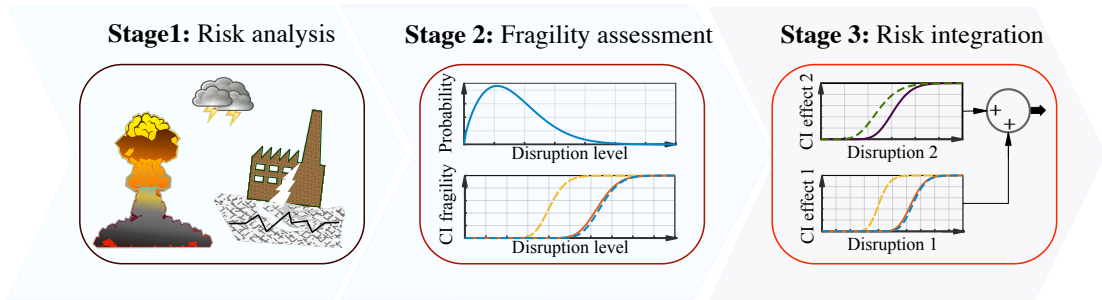 Stage1: Risk analysis
Stage 2: Fragility assessment
Probability
Disruption level
CI fragility
Disruption level
Stage 3: Risk integration
CI effect 2
Disruption 2
CI effect 1
Disruption 1
+
+